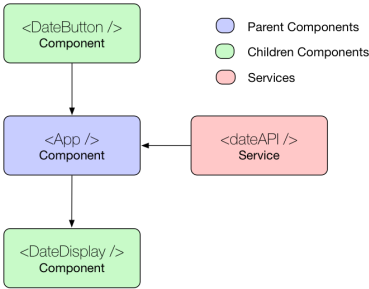 <DateButton />
Component
Parent Components
Children Components
Services
<App />
Component
<dateAPI />
Service
<DateDisplay />
Component